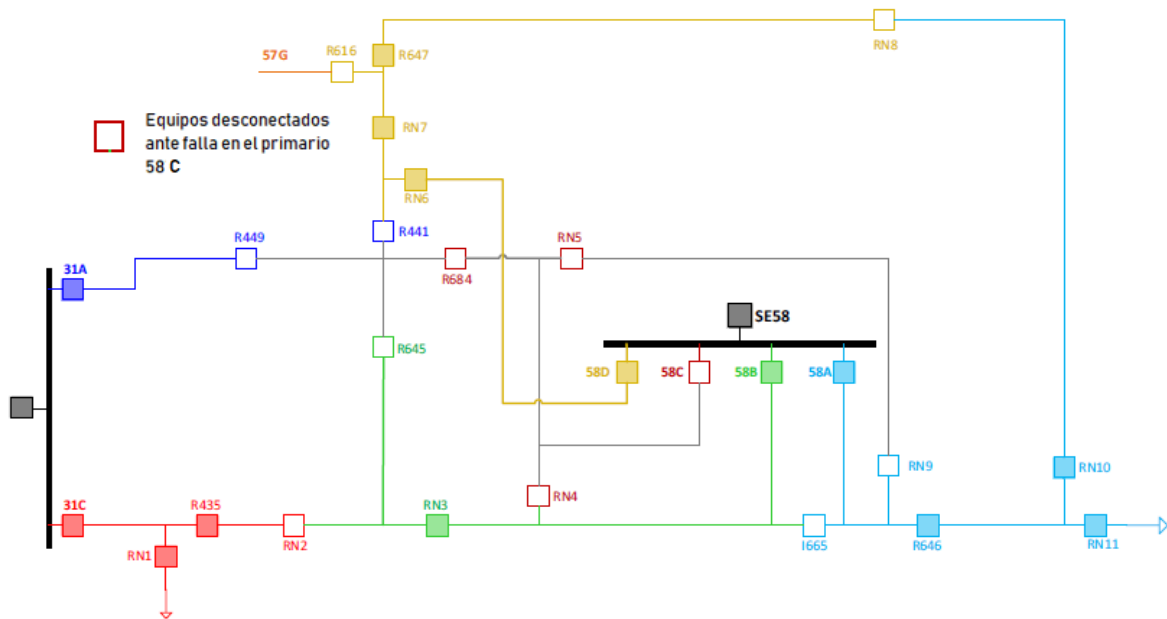 RN8
57G
R616
R647
Equipos desconectados
ante falla en el primario
58 C
RN7
RN6
R449
R441
RN5
31A
R684
SE58
R645
58D
58C
58B
58A
RN9
RN10
RN4
31C
R435
RN3
RN1
RN2
I665
R646
RN11